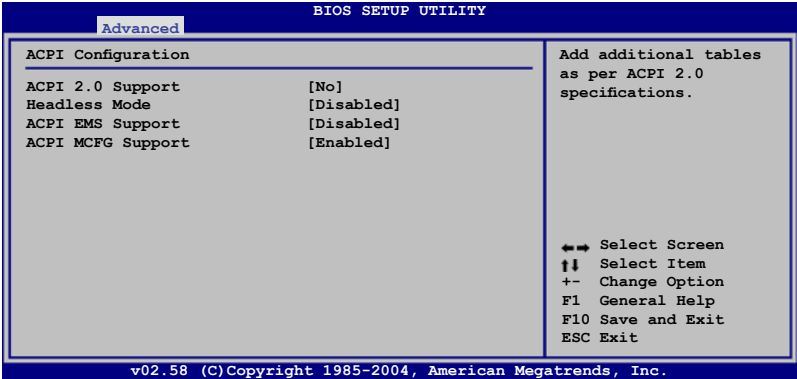 BIOS SETUP UTILITY
Advanced
ACPI Configuration
ACPI 2.0 Support [No]
Headless Mode [Disabled]
ACPI EMS Support [Disabled]
ACPI MCFG Support [Enabled]
Add additional tables
as per ACPI 2.0
specifications.
←→ Select Screen
↑↓ Select Item
+- Change Option
F1 General Help
F10 Save and Exit
ESC Exit
v02.58 (C)Copyright 1985-2004, American Megatrends, Inc.